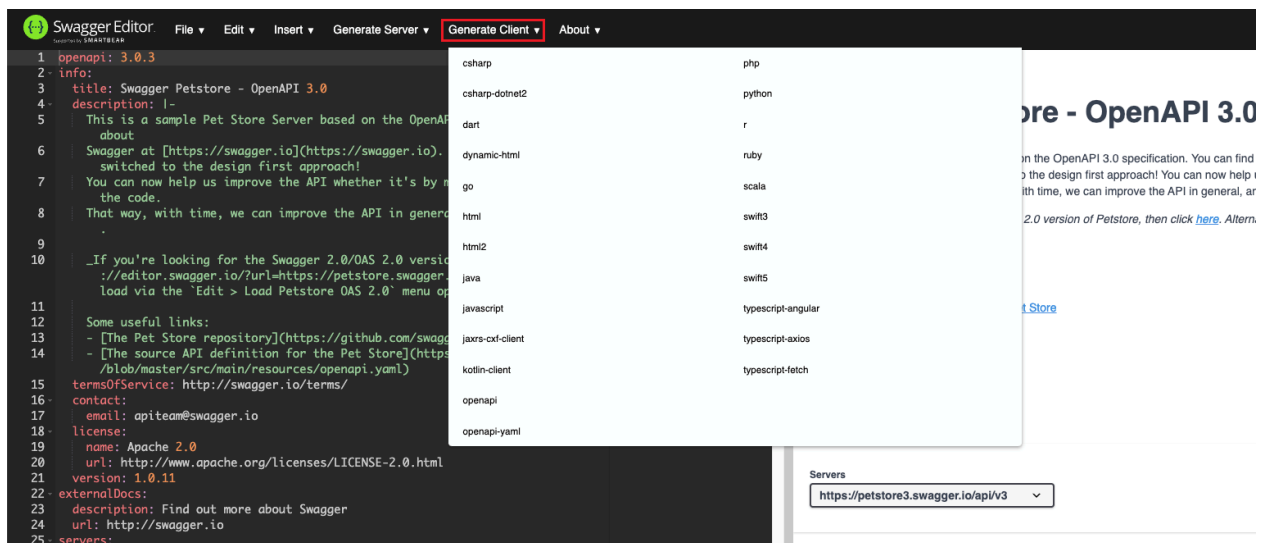 Swagger Editor.
Supported by SMARTBEAR
File ▾ Edit ▾ Insert ▾ Generate Server ▾ Generate Client ▾ About ▾
1 openapi: 3.0.3
2 info:
3 title: Swagger Petstore - OpenAPI 3.0
4 description: |-
5 This is a sample Pet Store Server based on the OpenAP
about
6 Swagger at [https://swagger.io](https://swagger.io).
switched to the design first approach!
7 You can now help us improve the API whether it's by m
the code.
8 That way, with time, we can improve the API in genera
.
9
10 _If you're looking for the Swagger 2.0/OAS 2.0 versio
://editor.swagger.io/?url=https://petstore.swagger.
load via the `Edit > Load Petstore OAS 2.0` menu op
11
12 Some useful links:
13 - [The Pet Store repository](https://github.com/swagg
14 - [The source API definition for the Pet Store](https
/blob/master/src/main/resources/openapi.yaml)
15 termsOfService: http://swagger.io/terms/
16 contact:
17 email: apiteam@swagger.io
18 license:
19 name: Apache 2.0
20 url: http://www.apache.org/licenses/LICENSE-2.0.html
21 version: 1.0.11
22 externalDocs:
23 description: Find out more about Swagger
24 url: http://swagger.io
25 servers:
csharp
csharp-dotnet2
dart
dynamic-html
go
html
html2
java
javascript
jaxrs-cxf-client
kotlin-client
openapi
openapi-yaml
php
python
r
ruby
scala
swift3
swift4
swift5
typescript-angular
typescript-axios
typescript-fetch
ore - OpenAPI 3.0
on the OpenAPI 3.0 specification. You can find
o the design first approach! You can now help
ith time, we can improve the API in general, an
2.0 version of Petstore, then click here. Altern
t Store
Servers
https://petstore3.swagger.io/api/v3